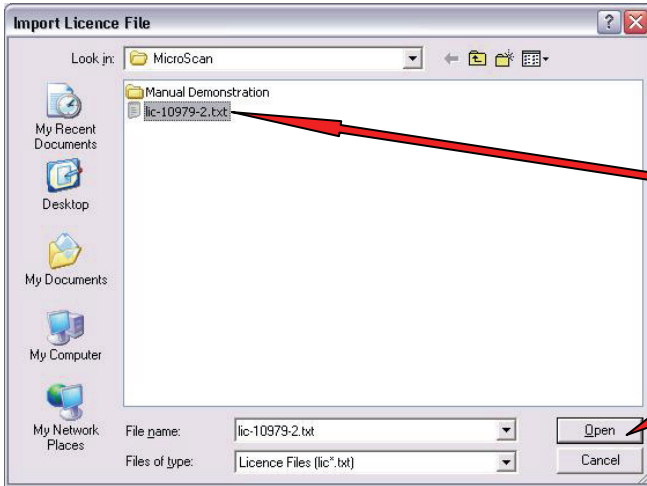 Import Licence File
Look in: MicroScan
Manual Demonstration
lic-10979-2.txt
My Recent
Documents
Desktop
My Documents
My Computer
My Network
Places
File name: lic-10979-2.txt Open
Files of type: Licence Files (lic*.txt) Cancel